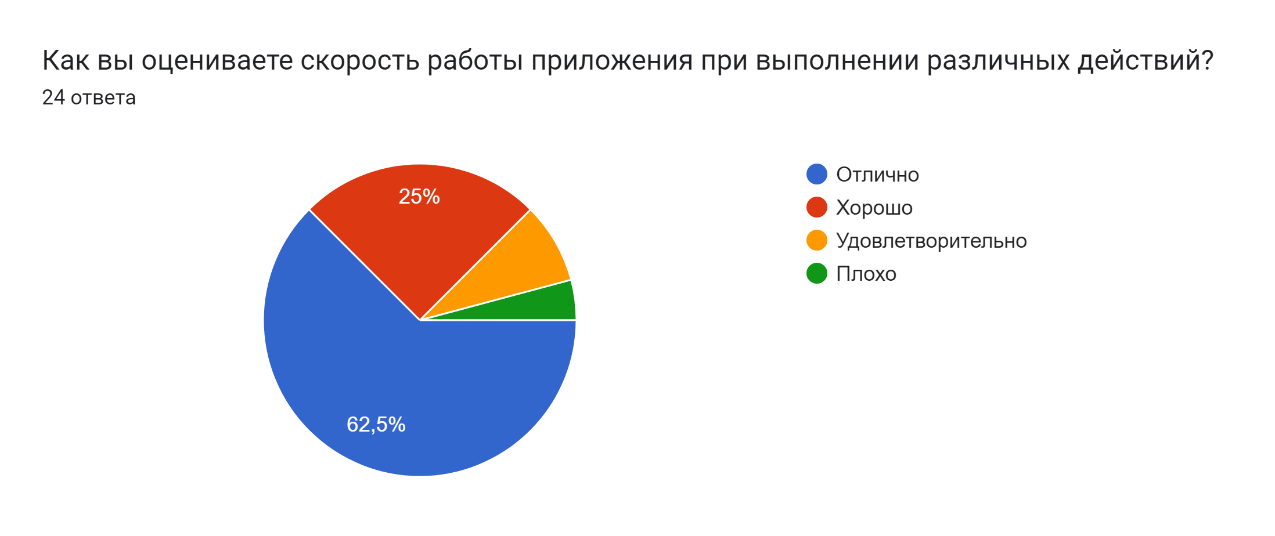 Как вы оцениваете скорость работы приложения при выполнении различных действий?
24 ответа
25%
62,5%
Отлично
Хорошо
Удовлетворительно
Плохо